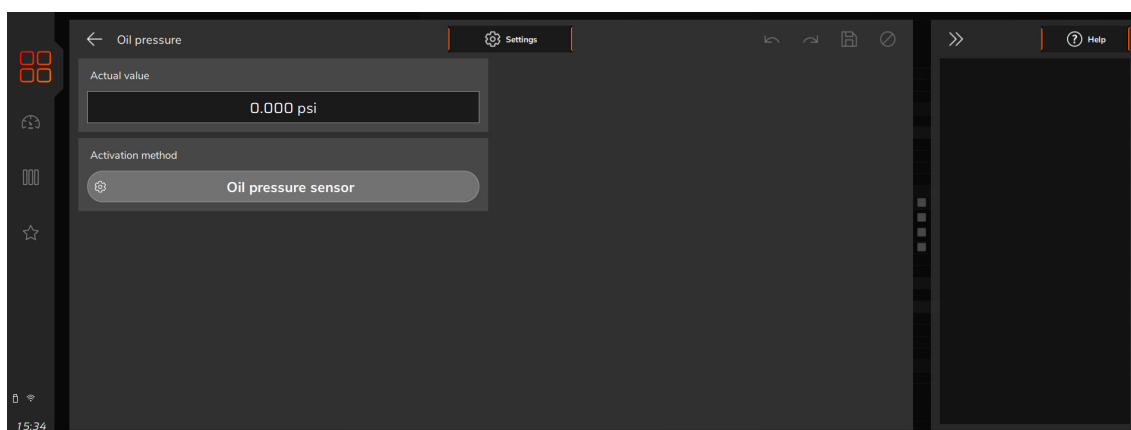 Oil pressure
Settings
Help
Actual value
0.000 psi
Activation method
Oil pressure sensor
15:34